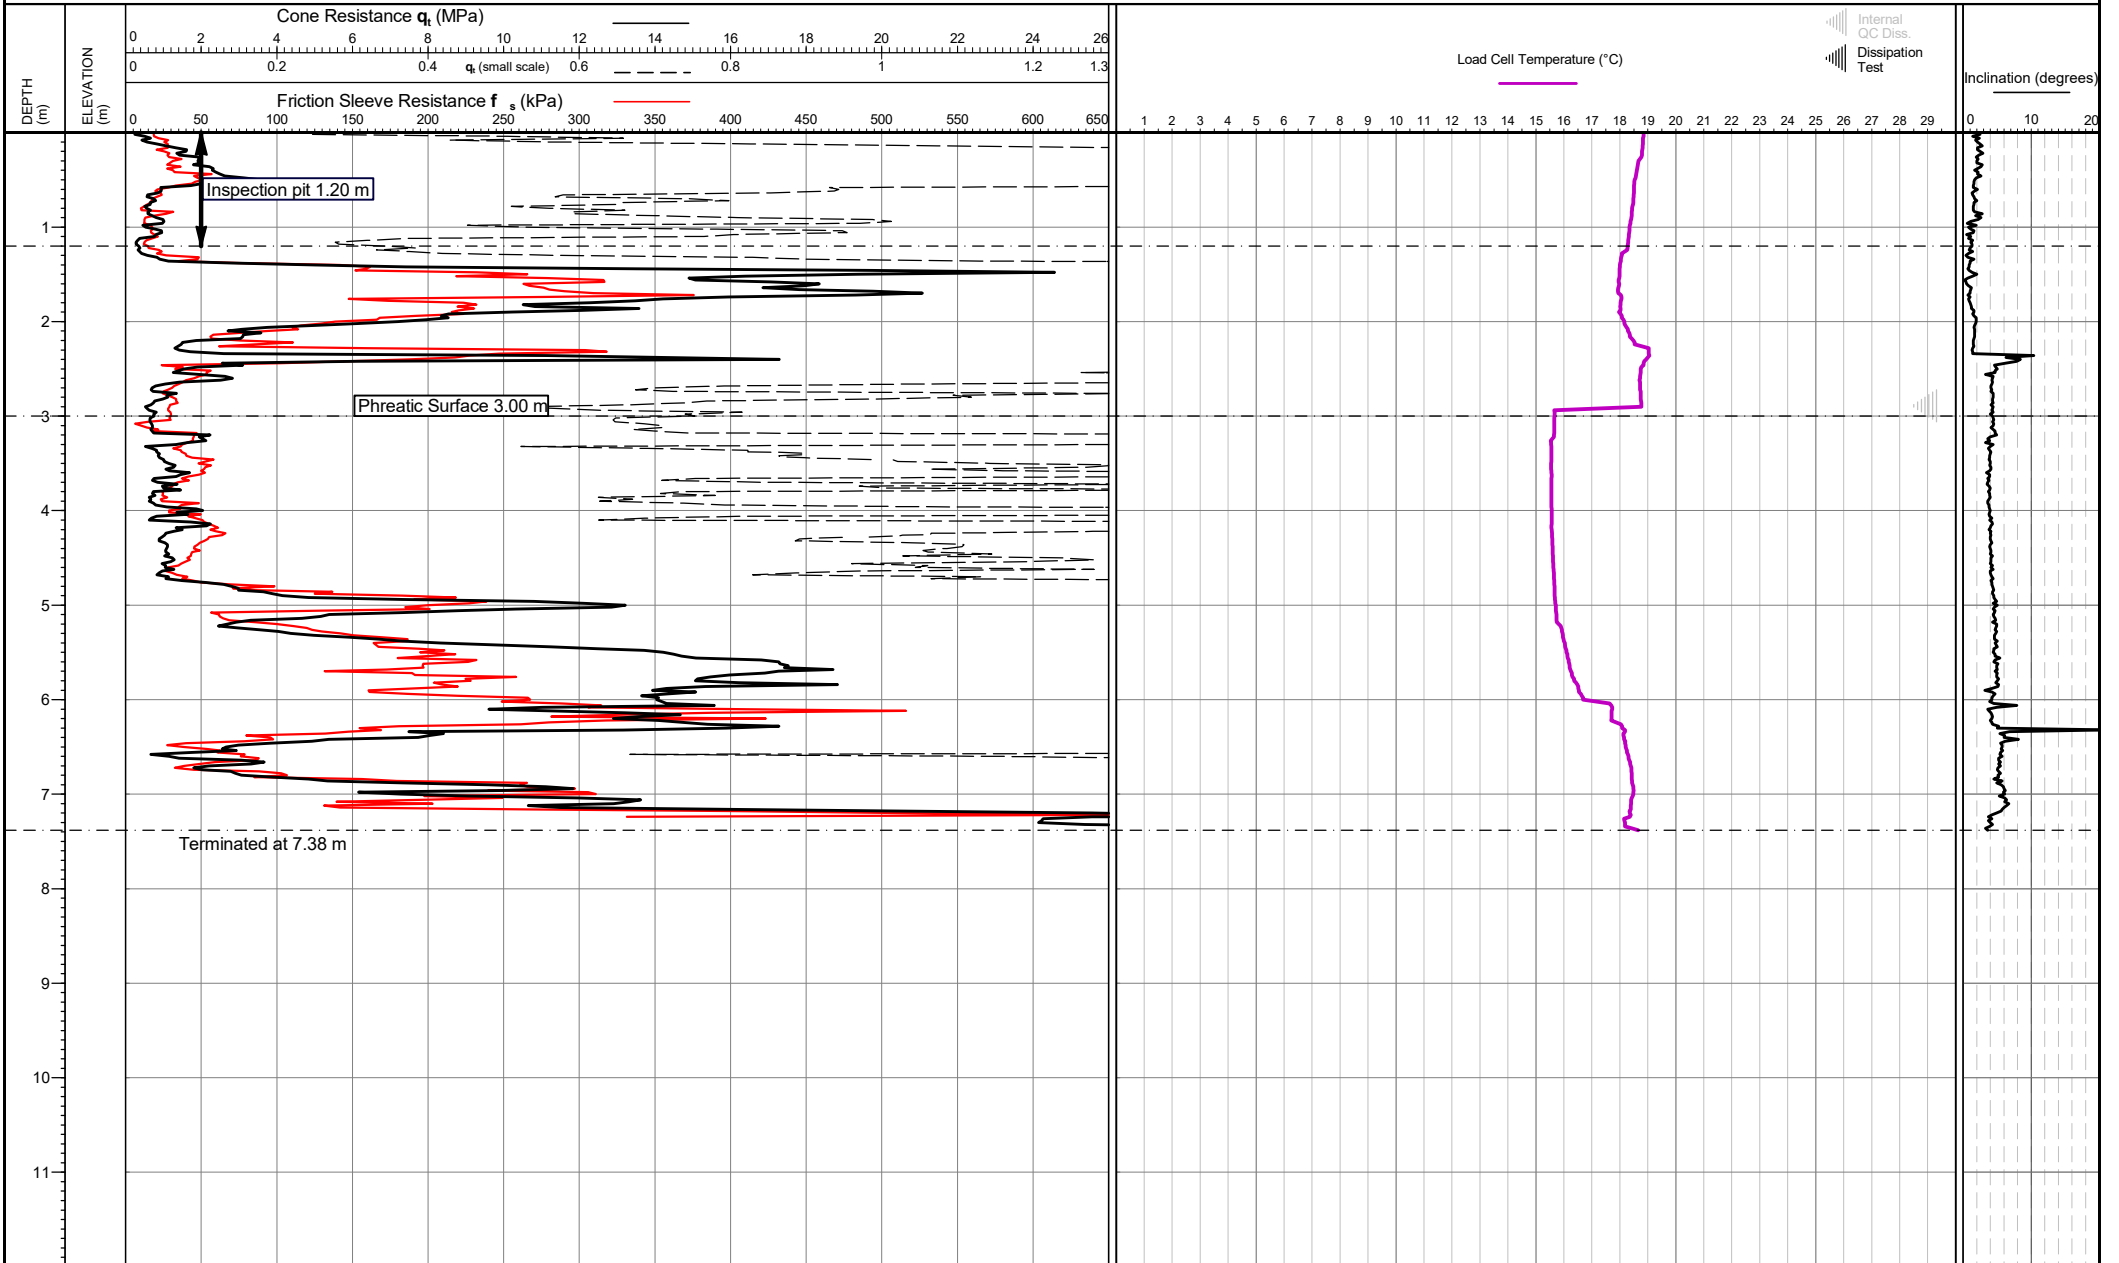 Cone Resistance qt (MPa)
0 2 4 6 8 10 12 14 16 18 20 22 24 26
0 0.2 0.4 qt (small scale) 0.6 0.8 1 1.2 1.3
Friction Sleeve Resistance f s (kPa)
0 50 100 150 200 250 300 350 400 450 500 550 600 650
DEPTH
(m)
ELEVATION
(m)
Load Cell Temperature (°C)
1 2 3 4 5 6 7 8 9 10 11 12 13 14 15 16 17 18 19 20 21 22 23 24 25 26 27 28 29
Internal
QC Diss.
Dissipation
Test
Inclination (degrees)
0 10 20
Inspection pit 1.20 m
1
2
Phreatic Surface 3.00 m
3
4
5
6
7
Terminated at 7.38 m
8
9
10
11